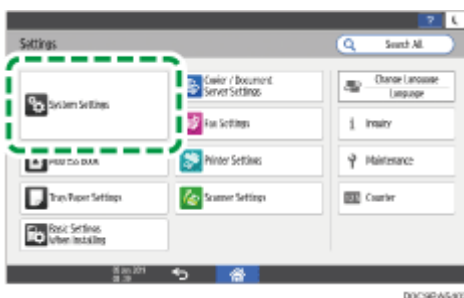 ?
Settings
Search All
System Settings
Copier / Document
Server Settings
Change Language
Language
Fax Settings
i Inquiry
Address Book
Printer Settings
Maintenance
Tray/Paper Settings
Scanner Settings
Counter
Basic Settings
When Installing